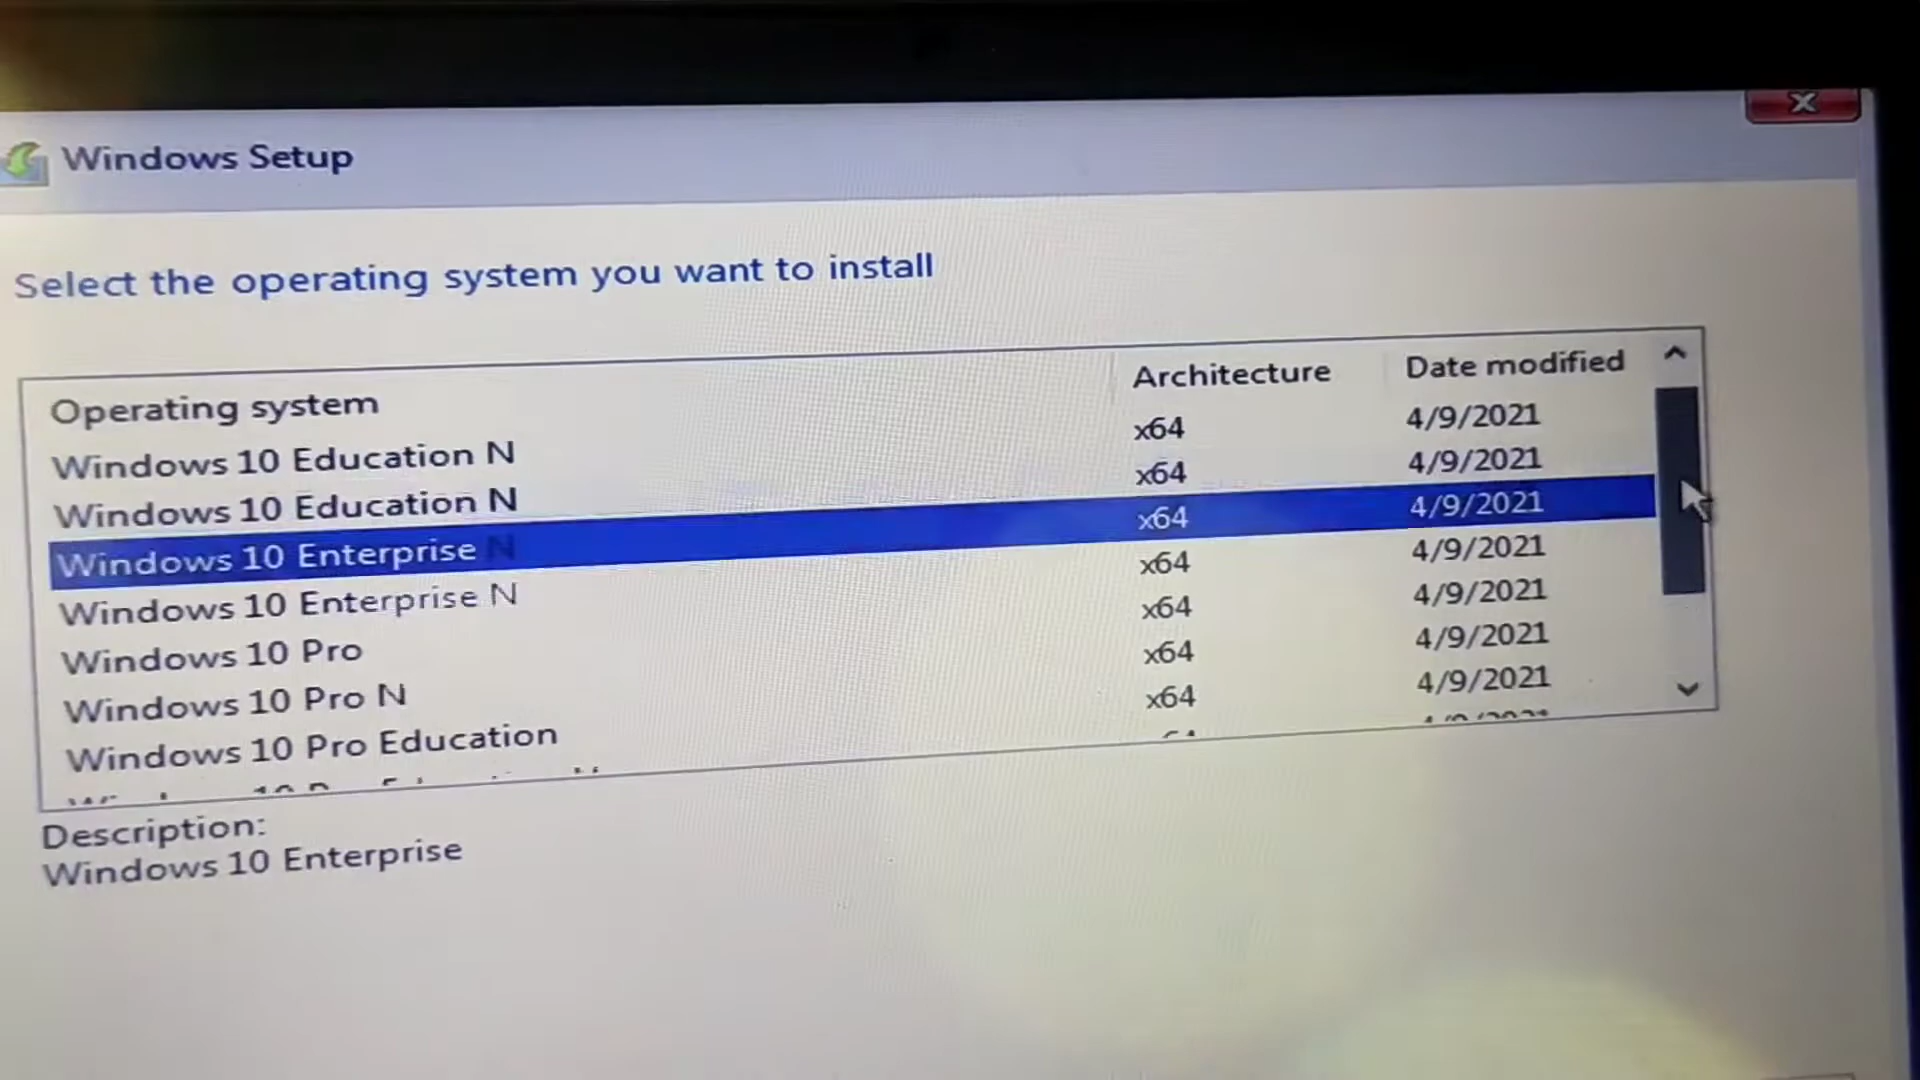 Windows Setup
Select the operating system you want to install
Operating system Architecture Date modified
Windows 10 Education N x64 4/9/2021
Windows 10 Education N x64 4/9/2021
Windows 10 Enterprise N x64 4/9/2021
Windows 10 Enterprise N x64 4/9/2021
Windows 10 Pro x64 4/9/2021
Windows 10 Pro N x64 4/9/2021
Windows 10 Pro Education x64 4/9/2021
Description:
Windows 10 Enterprise